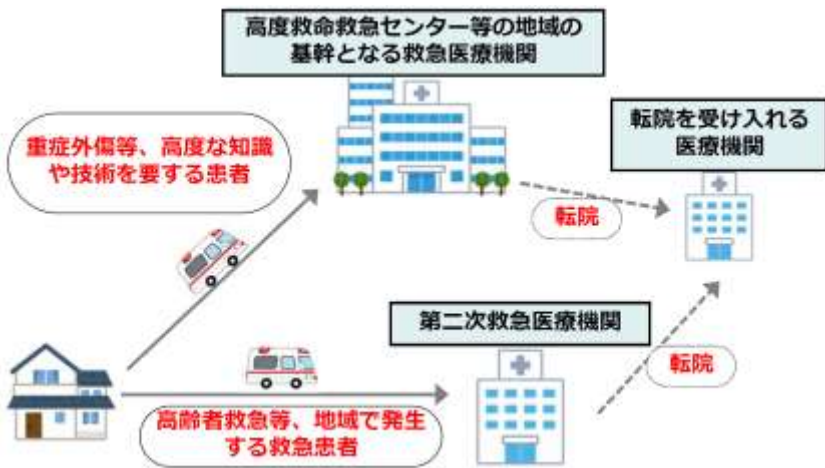 高度救命救急センター等の地域の
基幹となる救急医療機関
転院を受け入れる
医療機関
重症外傷等、高度な知識
や技術を要する患者
転院
第二次救急医療機関
転院
高齢者救急等、地域で発生
する救急患者